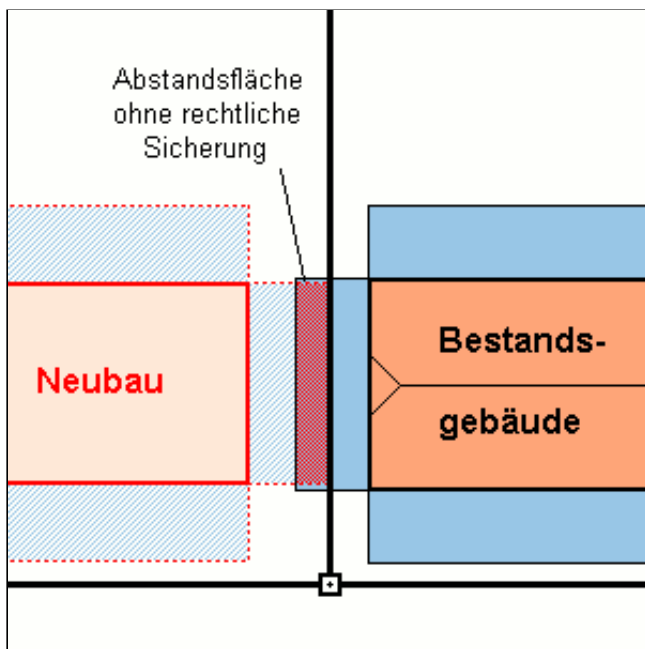 Abstandsfläche
ohne rechtliche
Sicherung
Neubau
Bestands-
gebäude